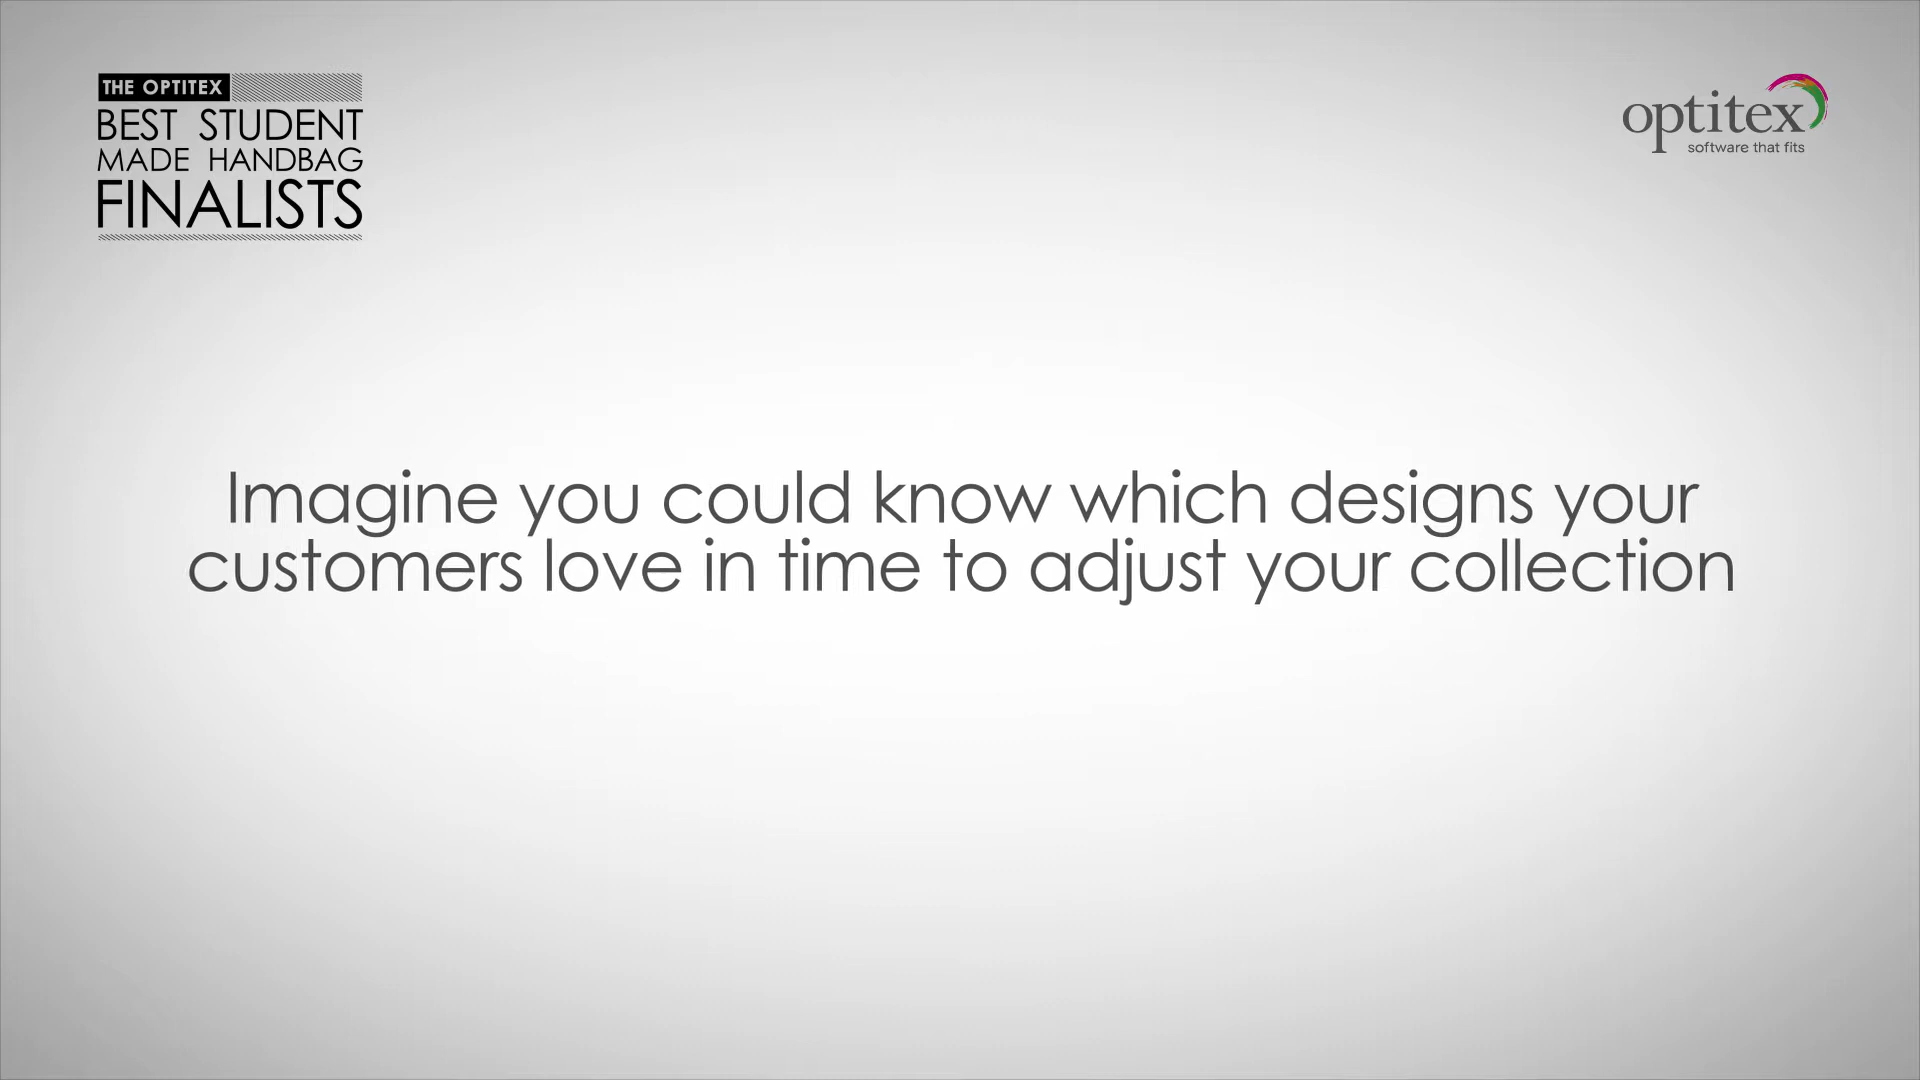 THE OPTITEX
BEST STUDENT
MADE HANDBAG
FINALISTS
optitex
software that fits
Imagine you could know which designs your
customers love in time to adjust your collection